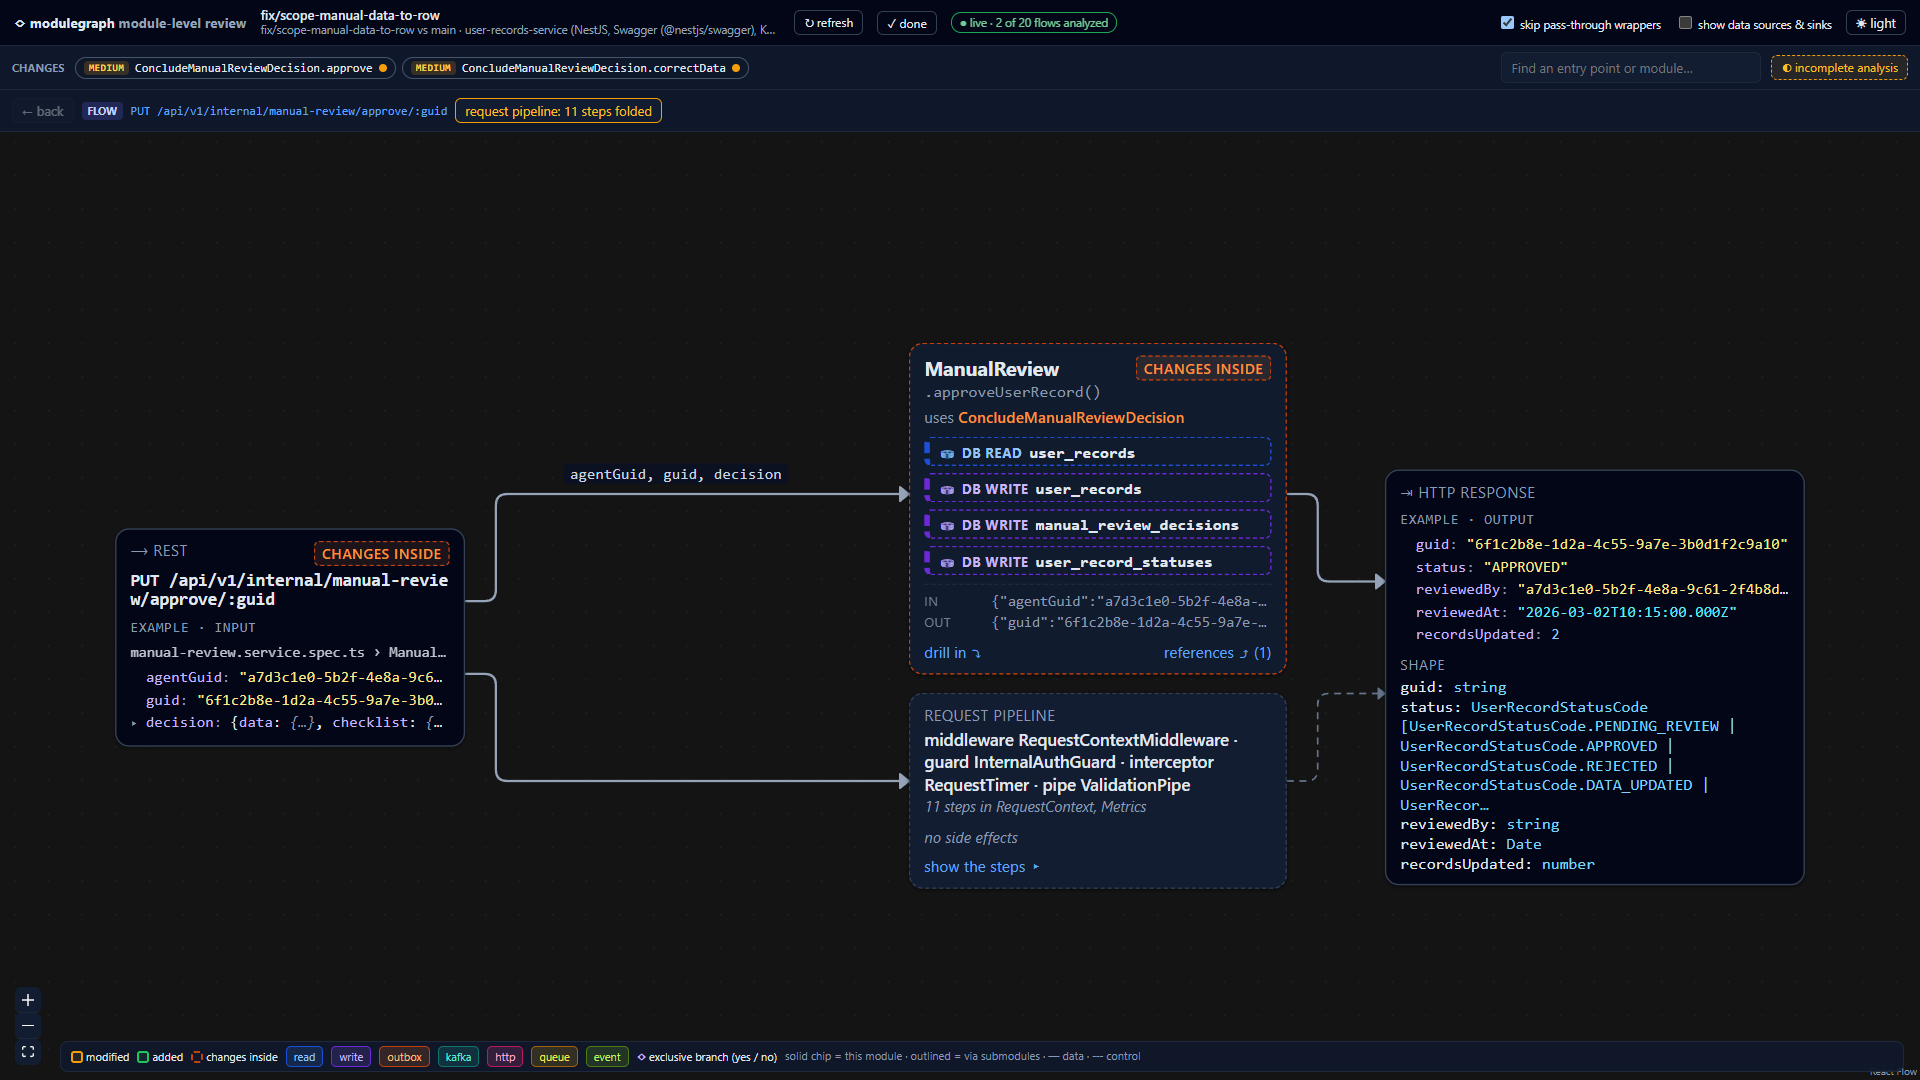 modulegraph module-level review
fix/scope-manual-data-to-row
fix/scope-manual-data-to-row vs main · user-records-service (NestJS, Swagger (@nestjs/swagger), K...
↻ refresh
✓ done
● live · 2 of 20 flows analyzed
skip pass-through wrappers
show data sources & sinks
☀ light
CHANGES
MEDIUM ConcludeManualReviewDecision.approve
MEDIUM ConcludeManualReviewDecision.correctData
Find an entry point or module...
◐ incomplete analysis
← back
FLOW PUT /api/v1/internal/manual-review/approve/:guid
request pipeline: 11 steps folded
→ REST
CHANGES INSIDE
PUT /api/v1/internal/manual-revie
w/approve/:guid
EXAMPLE · INPUT
manual-review.service.spec.ts › Manual…
agentGuid: "a7d3c1e0-5b2f-4e8a-9c6…
guid: "6f1c2b8e-1d2a-4c55-9a7e-3b0…
▸ decision: {data: {…}, checklist: {…
agentGuid, guid, decision
ManualReview
CHANGES INSIDE
.approveUserRecord()
uses ConcludeManualReviewDecision
DB READ user_records
DB WRITE user_records
DB WRITE manual_review_decisions
DB WRITE user_record_statuses
IN {"agentGuid":"a7d3c1e0-5b2f-4e8a-…
OUT {"guid":"6f1c2b8e-1d2a-4c55-9a7e-…
drill in ⤵
references ⤴ (1)
REQUEST PIPELINE
middleware RequestContextMiddleware ·
guard InternalAuthGuard · interceptor
RequestTimer · pipe ValidationPipe
11 steps in RequestContext, Metrics
no side effects
show the steps ▸
⇥ HTTP RESPONSE
EXAMPLE · OUTPUT
guid: "6f1c2b8e-1d2a-4c55-9a7e-3b0d1f2c9a10"
status: "APPROVED"
reviewedBy: "a7d3c1e0-5b2f-4e8a-9c61-2f4b8d…
reviewedAt: "2026-03-02T10:15:00.000Z"
recordsUpdated: 2
SHAPE
guid: string
status: UserRecordStatusCode
[UserRecordStatusCode.PENDING_REVIEW |
UserRecordStatusCode.APPROVED |
UserRecordStatusCode.REJECTED |
UserRecordStatusCode.DATA_UPDATED |
UserRecor…
reviewedBy: string
reviewedAt: Date
recordsUpdated: number
modified added changes inside read write outbox kafka http queue event ◇ exclusive branch (yes / no) solid chip = this module · outlined = via submodules · — data · --- control
React Flow